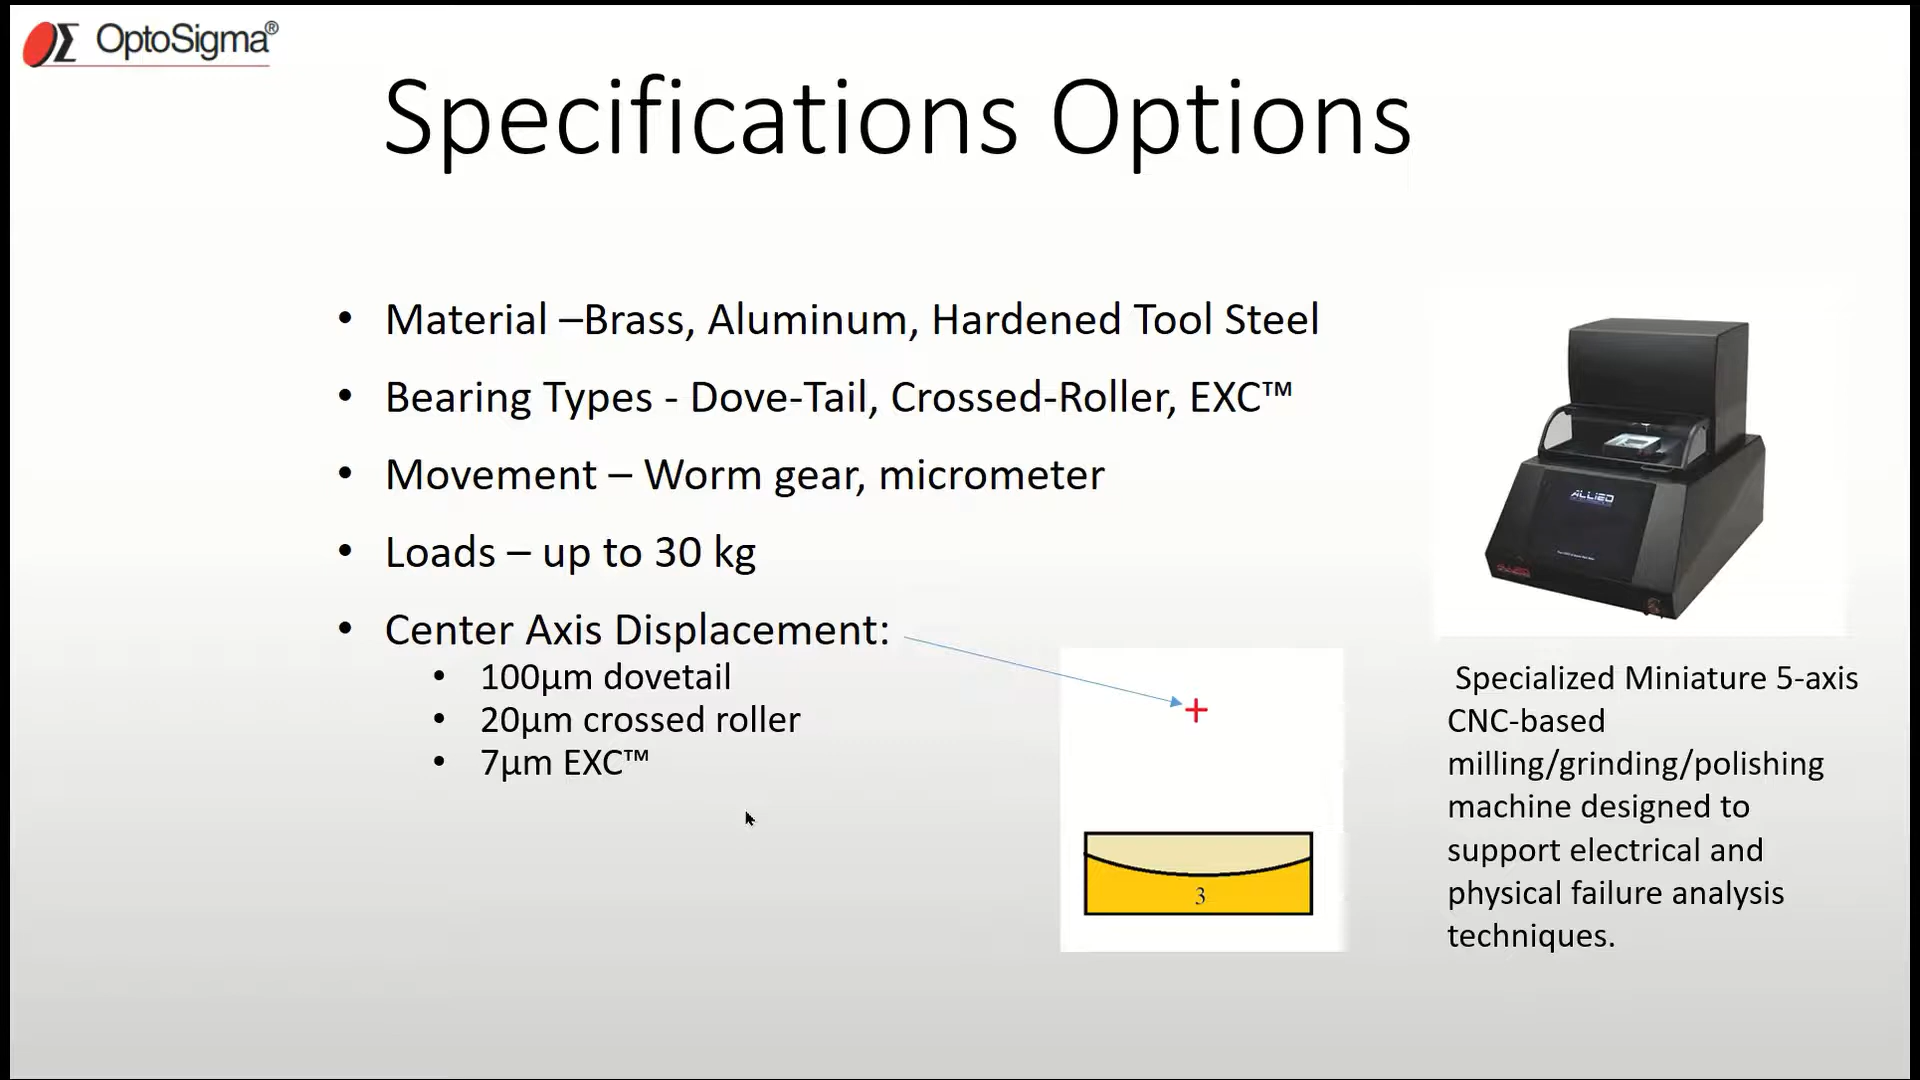 OptoSigma®
Specifications Options
• Material –Brass, Aluminum, Hardened Tool Steel
• Bearing Types - Dove-Tail, Crossed-Roller, EXC™
• Movement – Worm gear, micrometer
• Loads – up to 30 kg
• Center Axis Displacement:
• 100µm dovetail
• 20µm crossed roller
• 7µm EXC™
3
ALLIED
ALLIED
Specialized Miniature 5-axis
CNC-based
milling/grinding/polishing
machine designed to
support electrical and
physical failure analysis
techniques.